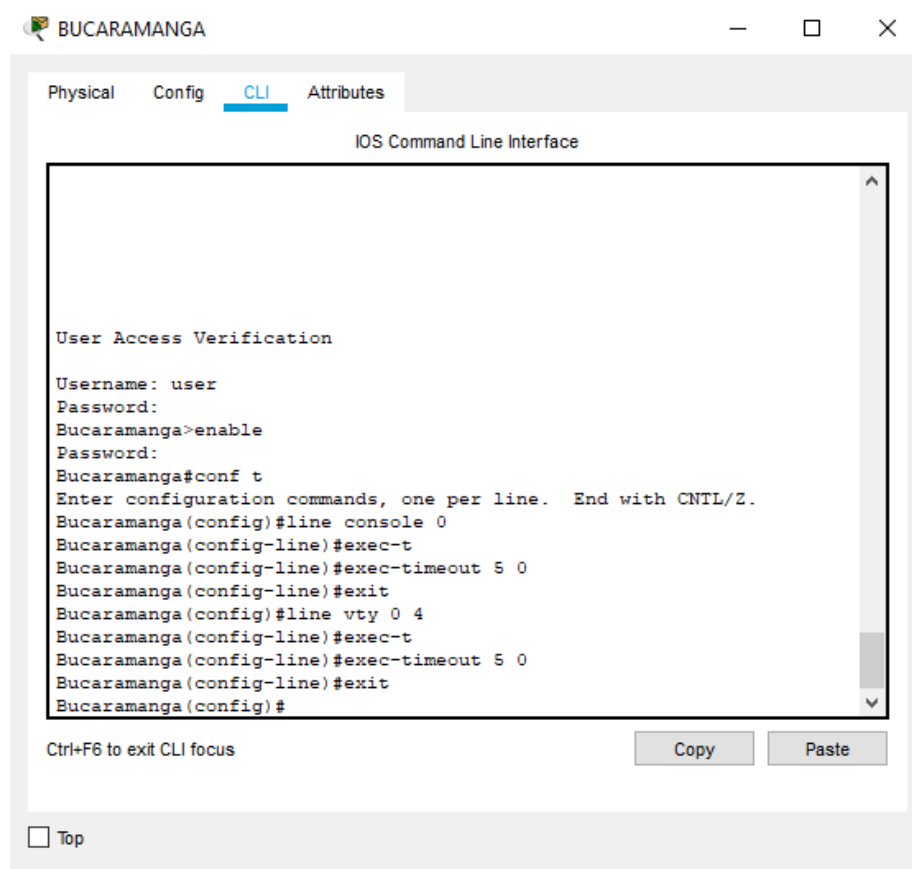 BUCARAMANGA
Physical Config CLI Attributes
IOS Command Line Interface
User Access Verification
Username: user
Password:
Bucaramanga>enable
Password:
Bucaramanga#conf t
Enter configuration commands, one per line.  End with CNTL/Z.
Bucaramanga(config)#line console 0
Bucaramanga(config-line)#exec-t
Bucaramanga(config-line)#exec-timeout 5 0
Bucaramanga(config-line)#exit
Bucaramanga(config)#line vty 0 4
Bucaramanga(config-line)#exec-t
Bucaramanga(config-line)#exec-timeout 5 0
Bucaramanga(config-line)#exit
Bucaramanga(config)#
Ctrl+F6 to exit CLI focus Copy Paste
Top